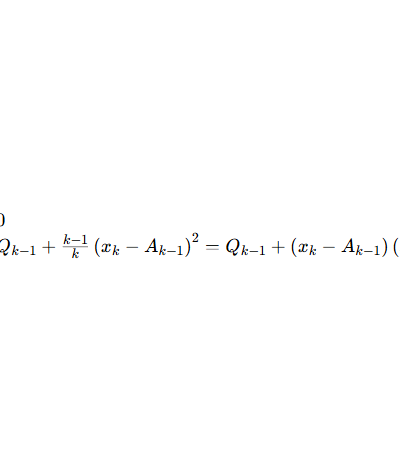 0
Q_{k-1} + \frac{k-1}{k} (x_k - A_{k-1})^2 = Q_{k-1} + (x_k - A_{k-1}) (